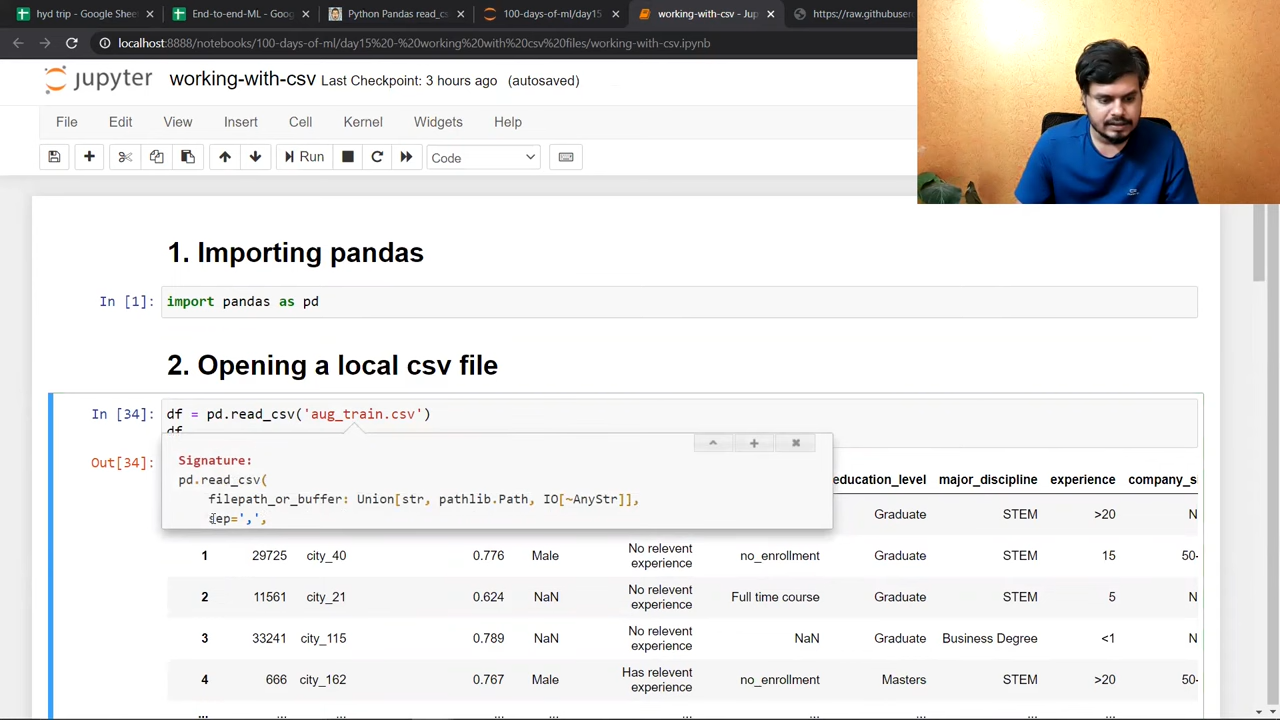 hyd trip - Google Shee
End-to-end-ML - Goog
Python Pandas read_c
100-days-of-ml/day15
working-with-csv - Jup
https://raw.githubuser
localhost:8888/notebooks/100-days-of-ml/day15%20-%20working%20with%20csv%20files/working-with-csv.ipynb
jupyter working-with-csv Last Checkpoint: 3 hours ago (autosaved)
File Edit View Insert Cell Kernel Widgets Help
Run Code
1. Importing pandas
In [1]: import pandas as pd
2. Opening a local csv file
In [34]: df = pd.read_csv('aug_train.csv')
df
Out[34]:
Signature:
pd.read_csv(
filepath_or_buffer: Union[str, pathlib.Path, IO[~AnyStr]],
sep=',',
education_level major_discipline experience company_s
Graduate STEM >20 N
1 29725 city_40 0.776 Male No relevent experience no_enrollment Graduate STEM 15 50-
2 11561 city_21 0.624 NaN No relevent experience Full time course Graduate STEM 5 N
3 33241 city_115 0.789 NaN No relevent experience NaN Graduate Business Degree <1 N
4 666 city_162 0.767 Male Has relevent experience no_enrollment Masters STEM >20 50-
... ... ... ... ... ... ... ... ... ...